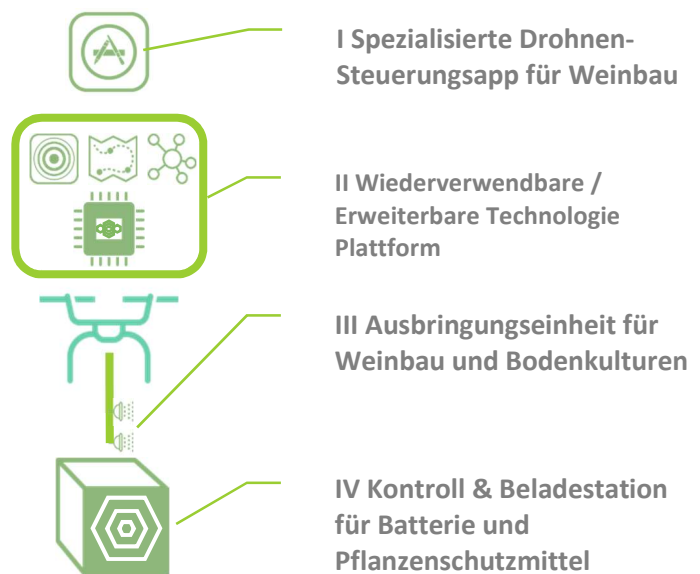 I Spezialisierte Drohnen-
Steuerungsapp für Weinbau
II Wiederverwendbare /
Erweiterbare Technologie
Plattform
III Ausbringungseinheit für
Weinbau und Bodenkulturen
IV Kontroll & Beladestation
für Batterie und
Pflanzenschutzmittel